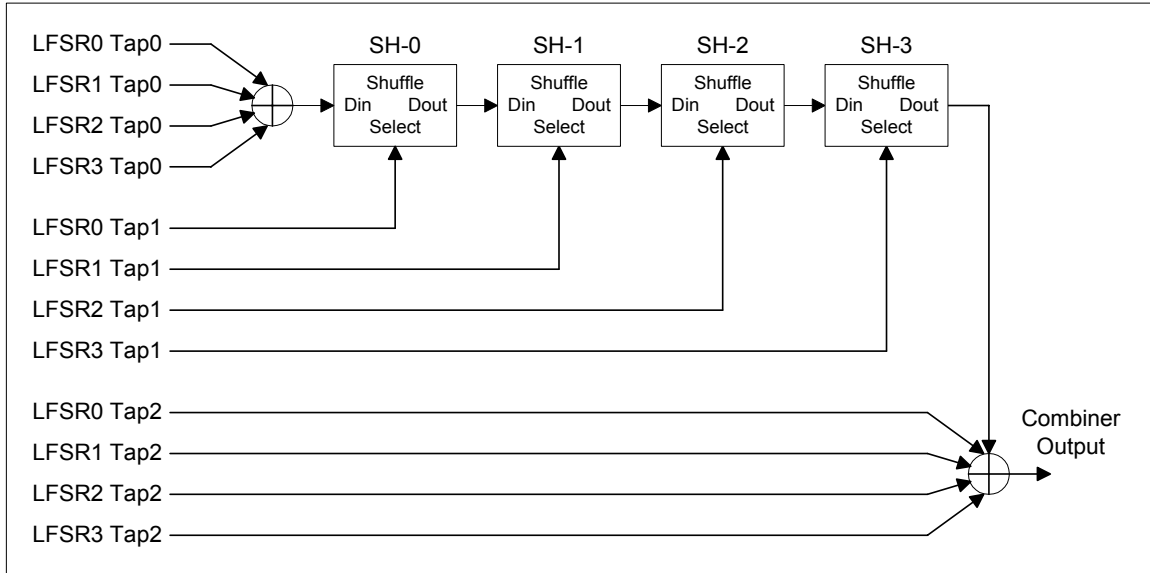 LFSR0 Tap0
LFSR1 Tap0
LFSR2 Tap0
LFSR3 Tap0
SH-0
Shuffle
Din Dout
Select
SH-1
Shuffle
Din Dout
Select
SH-2
Shuffle
Din Dout
Select
SH-3
Shuffle
Din Dout
Select
LFSR0 Tap1
LFSR1 Tap1
LFSR2 Tap1
LFSR3 Tap1
LFSR0 Tap2
LFSR1 Tap2
LFSR2 Tap2
LFSR3 Tap2
Combiner
Output